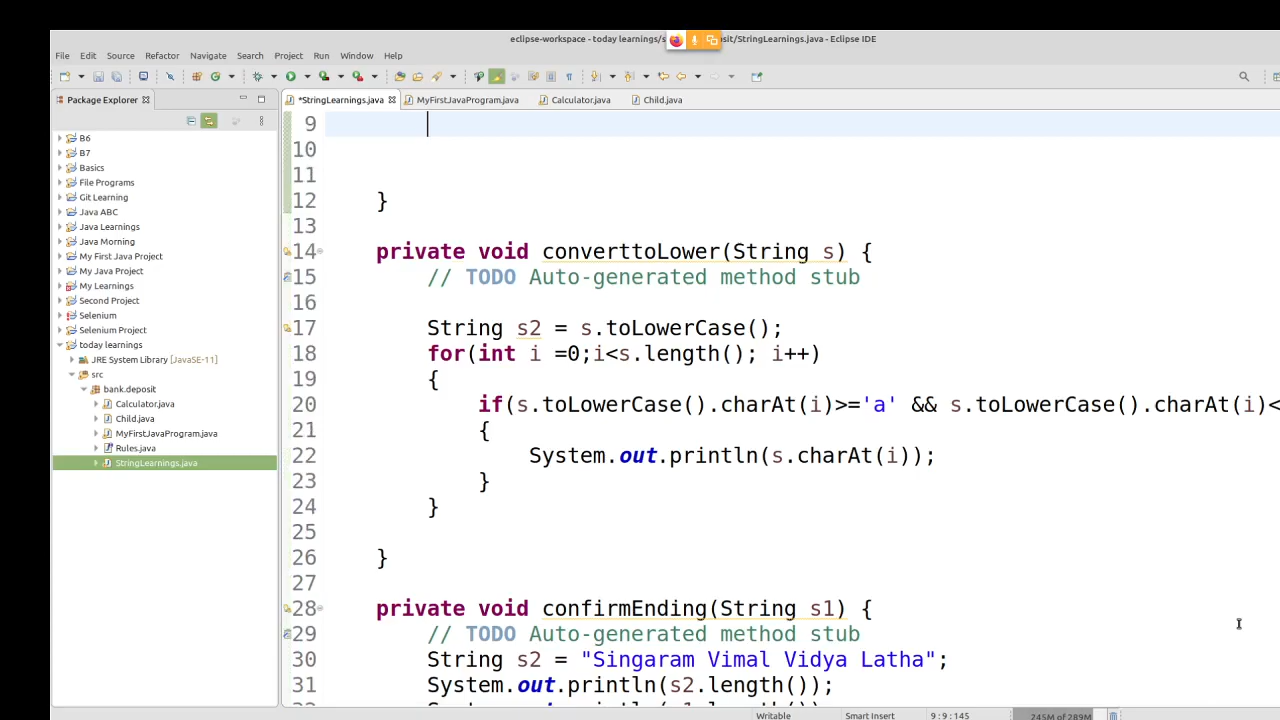 eclipse-workspace - today learnings/s sit/StringLearnings.java - Eclipse IDE
File Edit Source Refactor Navigate Search Project Run Window Help
Package Explorer
*StringLearnings.java MyFirstJavaProgram.java Calculator.java Child.java
B6
B7
Basics
File Programs
Git Learning
Java ABC
Java Learnings
Java Morning
My First Java Project
My Java Project
My Learnings
Second Project
Selenium
Selenium Project
today learnings
JRE System Library [JavaSE-11]
src
bank.deposit
Calculator.java
Child.java
MyFirstJavaProgram.java
Rules.java
StringLearnings.java
9
10
11
12 }
13
14 private void converttoLower(String s) {
15 // TODO Auto-generated method stub
16
17 String s2 = s.toLowerCase();
18 for(int i =0;i<s.length(); i++)
19 {
20 if(s.toLowerCase().charAt(i)>='a' && s.toLowerCase().charAt(i)<
21 {
22 System.out.println(s.charAt(i));
23 }
24 }
25
26 }
27
28 private void confirmEnding(String s1) {
29 // TODO Auto-generated method stub
30 String s2 = "Singaram Vimal Vidya Latha";
31 System.out.println(s2.length());
Writable Smart Insert 9:9:145 245M of 289M